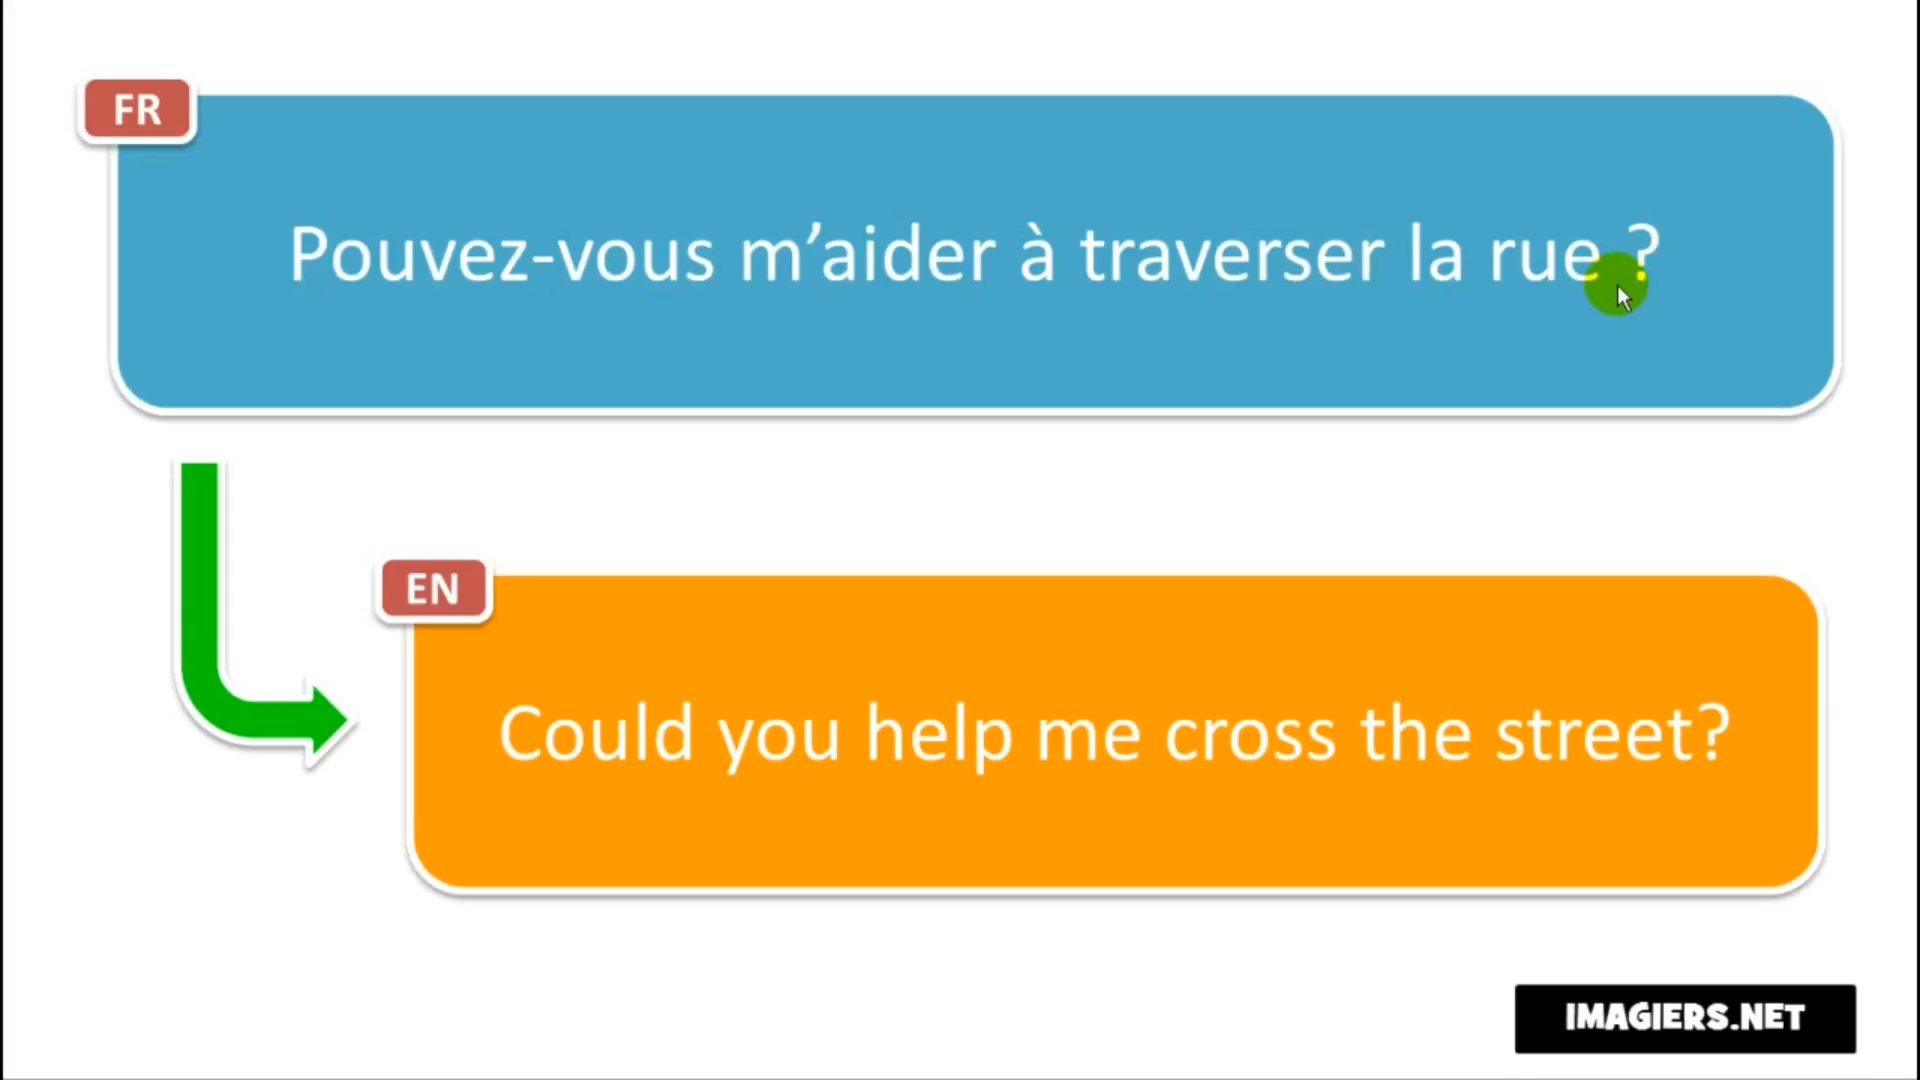 FR
Pouvez-vous m’aider à traverser la rue ?
EN
Could you help me cross the street?
IMAGIERS.NET